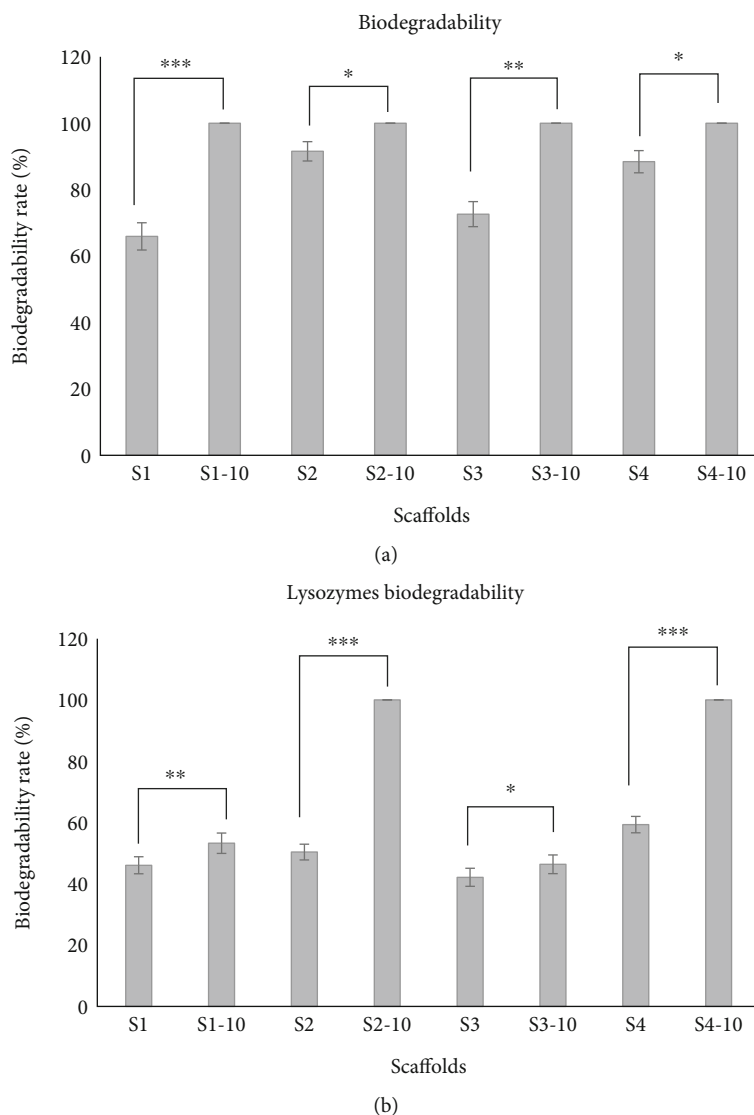 Biodegradability
120
100
80
60
40
20
0
Biodegradability rate (%)
***
*
**
*
S1 S1-10 S2 S2-10 S3 S3-10 S4 S4-10
Scaffolds
(a)
Lysozymes biodegradability
120
100
80
60
40
20
0
Biodegradability rate (%)
**
***
*
***
S1 S1-10 S2 S2-10 S3 S3-10 S4 S4-10
Scaffolds
(b)